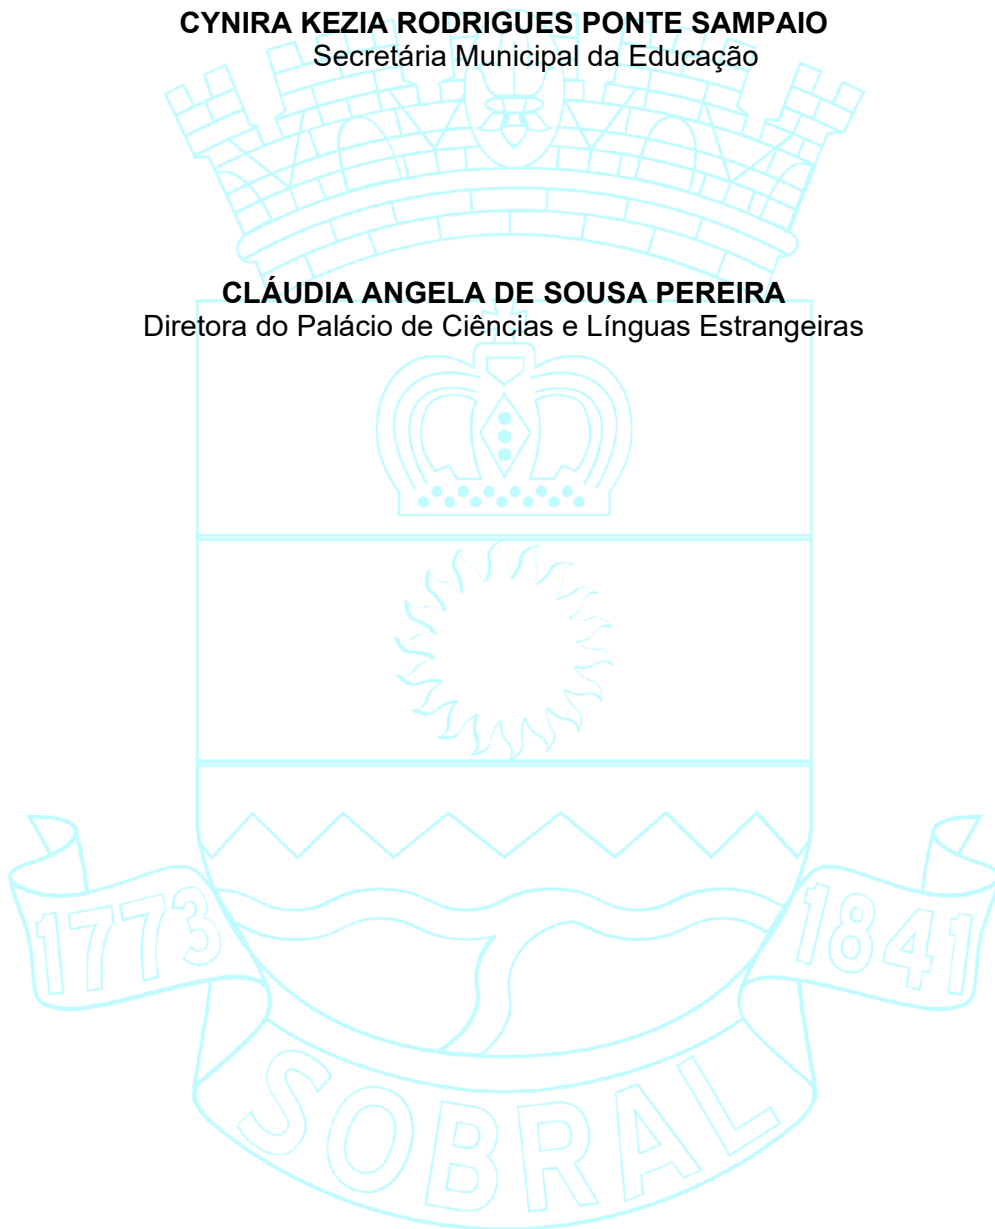 CYNIRA KEZIA RODRIGUES PONTE SAMPAIO
Secretária Municipal da Educação
CLÁUDIA ANGELA DE SOUSA PEREIRA
Diretora do Palácio de Ciências e Línguas Estrangeiras
1773
1841
SOBRAL